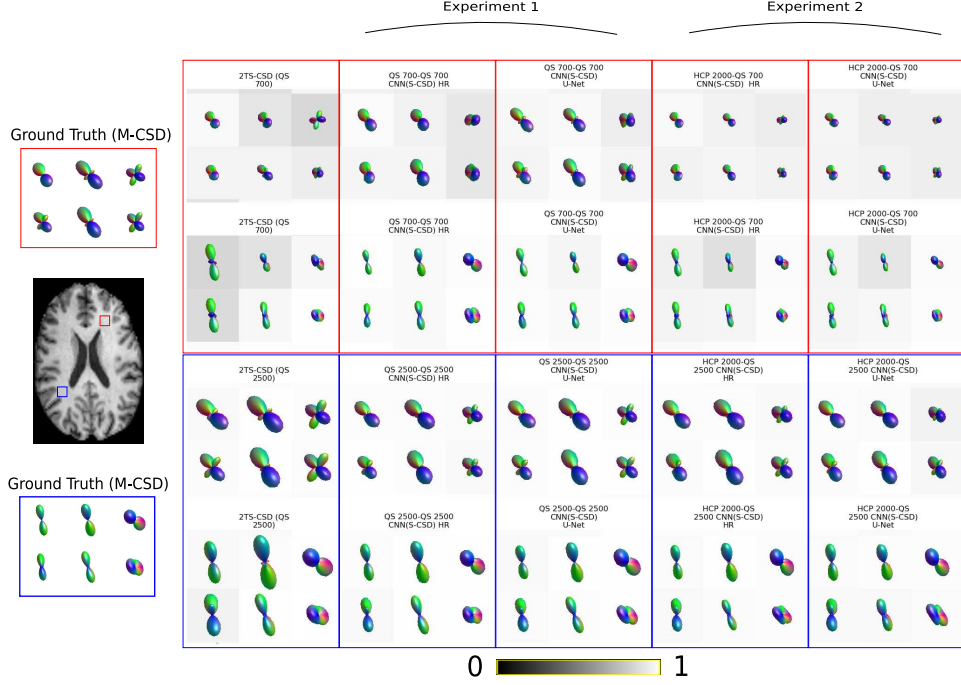 Experiment 1
Experiment 2
2TS-CSD (QS
700)
QS 700-QS 700
CNN(S-CSD) HR
QS 700-QS 700
CNN(S-CSD)
U-Net
HCP 2000-QS 700
CNN(S-CSD) HR
HCP 2000-QS 700
CNN(S-CSD)
U-Net
Ground Truth (M-CSD)
2TS-CSD (QS
700)
QS 700-QS 700
CNN(S-CSD) HR
QS 700-QS 700
CNN(S-CSD)
U-Net
HCP 2000-QS 700
CNN(S-CSD) HR
HCP 2000-QS 700
CNN(S-CSD)
U-Net
2TS-CSD (QS
2500)
QS 2500-QS 2500
CNN(S-CSD) HR
QS 2500-QS 2500
CNN(S-CSD)
U-Net
HCP 2000-QS
2500 CNN(S-CSD)
HR
HCP 2000-QS
2500 CNN(S-CSD)
U-Net
Ground Truth (M-CSD)
2TS-CSD (QS
2500)
QS 2500-QS 2500
CNN(S-CSD) HR
QS 2500-QS 2500
CNN(S-CSD)
U-Net
HCP 2000-QS
2500 CNN(S-CSD)
HR
HCP 2000-QS
2500 CNN(S-CSD)
U-Net
0 1